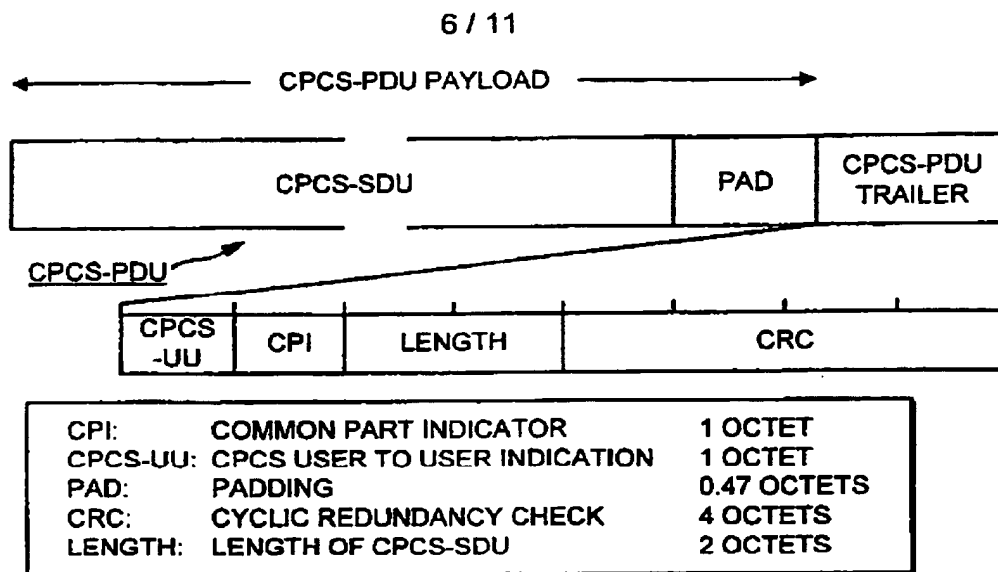 6 / 11
CPCS-PDU PAYLOAD
CPCS-SDU
PAD
CPCS-PDU
TRAILER
CPCS-PDU
CPCS
-UU
CPI
LENGTH
CRC
CPI: COMMON PART INDICATOR 1 OCTET
CPCS-UU: CPCS USER TO USER INDICATION 1 OCTET
PAD: PADDING 0.47 OCTETS
CRC: CYCLIC REDUNDANCY CHECK 4 OCTETS
LENGTH: LENGTH OF CPCS-SDU 2 OCTETS